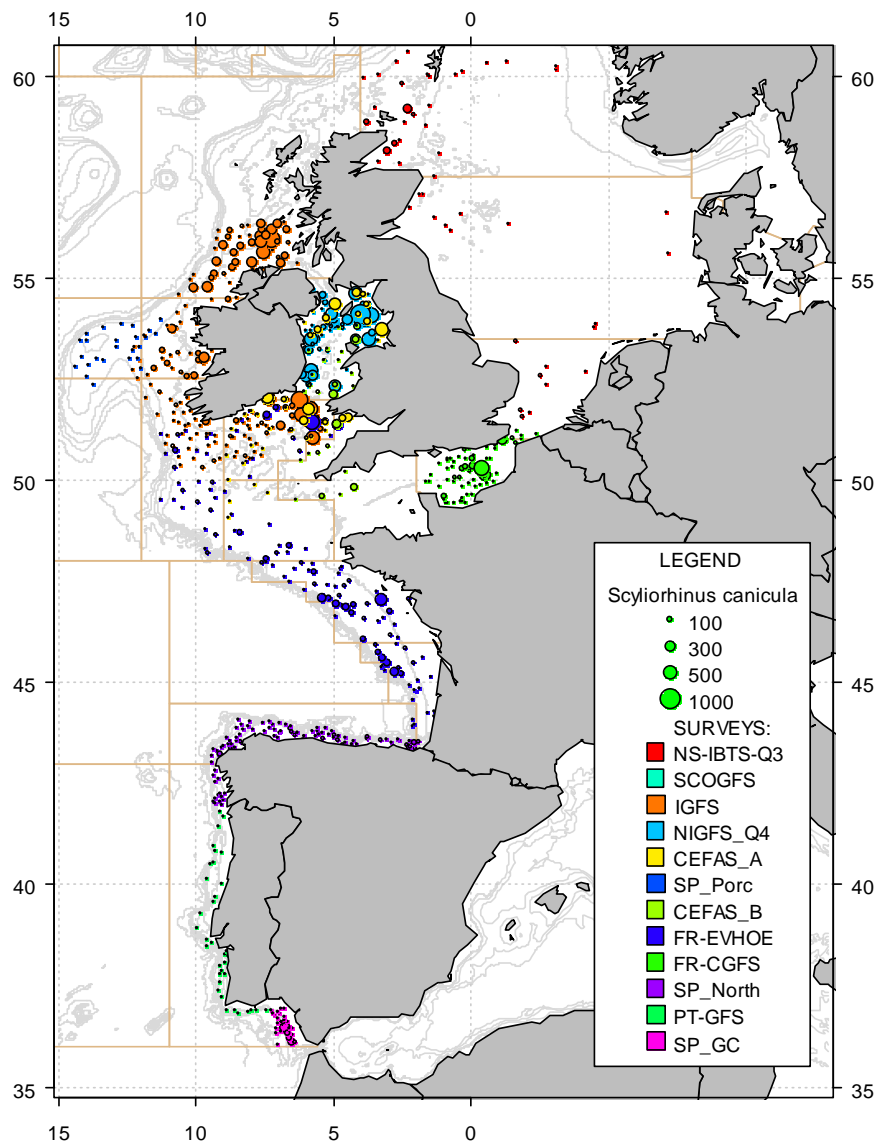 15 10 5 0
60 60
55 55
50 50
45 45
40 40
35 35
15 10 5 0
LEGEND
Scyliorhinus canicula
100
300
500
1000
SURVEYS:
NS-IBTS-Q3
SCOGFS
IGFS
NIGFS_Q4
CEFAS_A
SP_Porc
CEFAS_B
FR-EVHOE
FR-CGFS
SP_North
PT-GFS
SP_GC